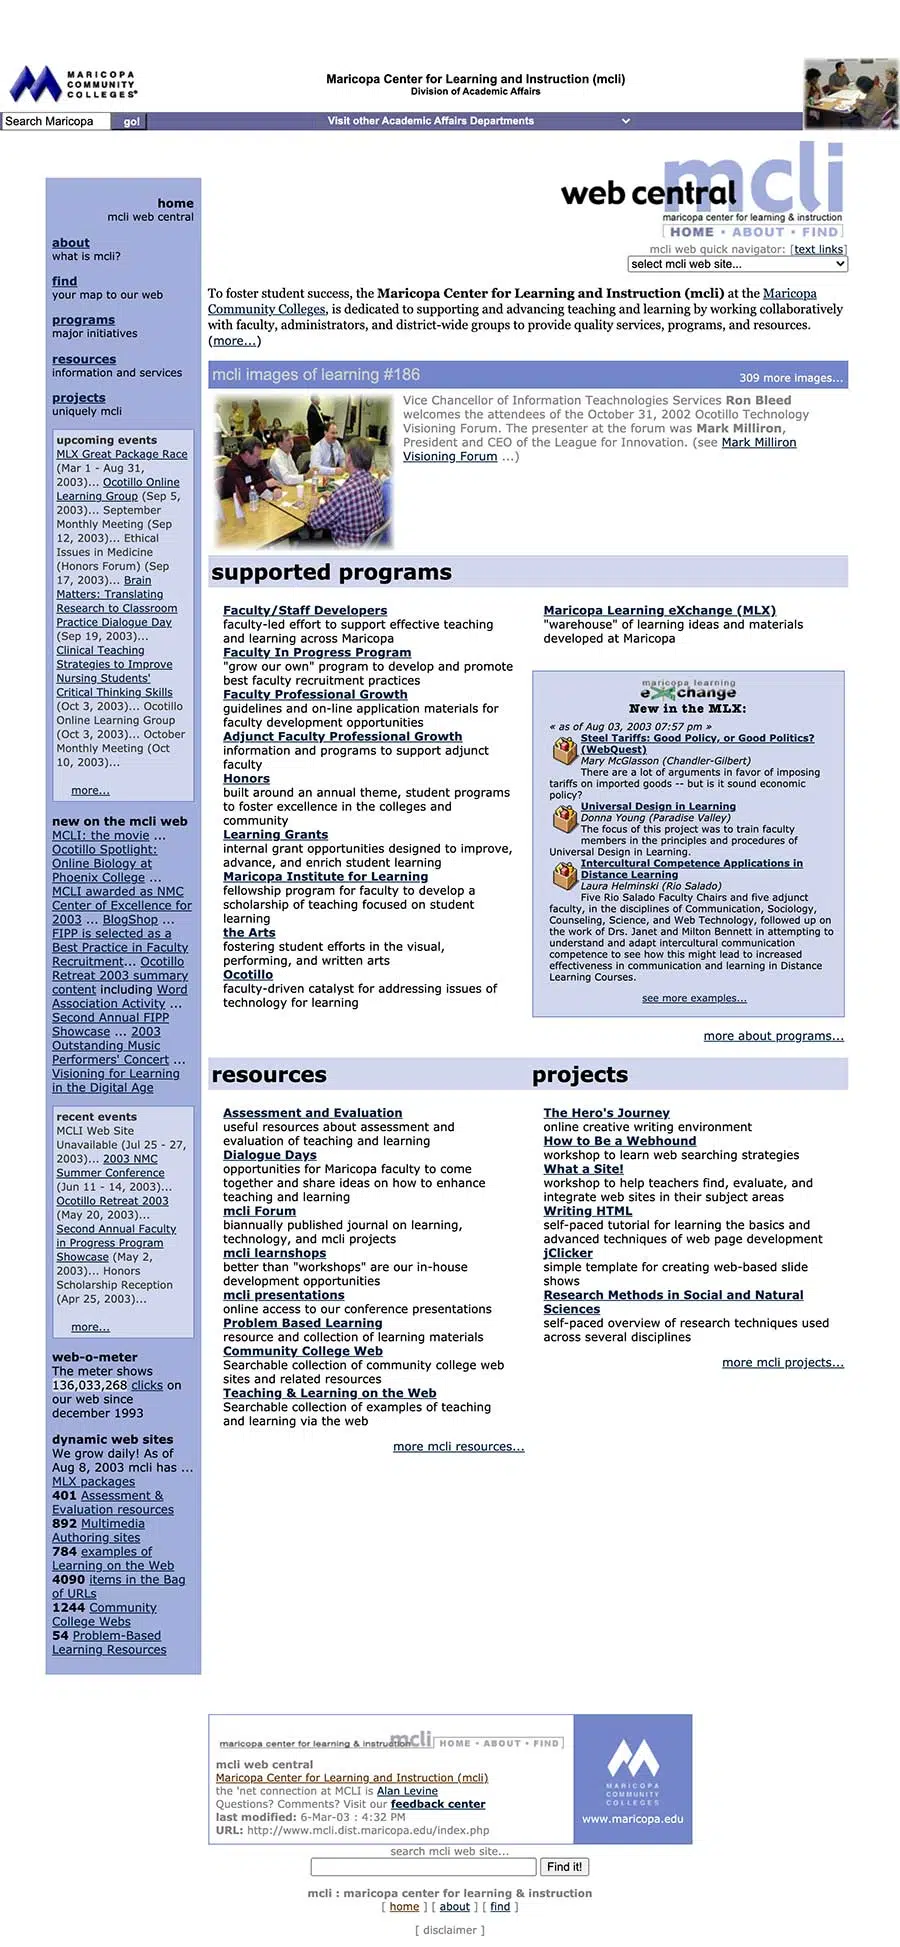 MARICOPA
COMMUNITY
COLLEGES®
Maricopa Center for Learning and Instruction (mcli)
Division of Academic Affairs
Search Maricopa go! Visit other Academic Affairs Departments
web central mcli
maricopa center for learning & instruction
HOME • ABOUT • FIND
mcli web quick navigator: [text links]
select mcli web site...
home
mcli web central
about
what is mcli?
find
your map to our web
programs
major initiatives
resources
information and services
projects
uniquely mcli
upcoming events
MLX Great Package Race
(Mar 1 - Aug 31,
2003)... Ocotillo Online
Learning Group (Sep 5,
2003)... September
Monthly Meeting (Sep
12, 2003)... Ethical
Issues in Medicine
(Honors Forum) (Sep
17, 2003)... Brain
Matters: Translating
Research to Classroom
Practice Dialogue Day
(Sep 19, 2003)...
Clinical Teaching
Strategies to Improve
Nursing Students'
Critical Thinking Skills
(Oct 3, 2003)... Ocotillo
Online Learning Group
(Oct 3, 2003)... October
Monthly Meeting (Oct
10, 2003)...
more...
new on the mcli web
MCLI: the movie ...
Ocotillo Spotlight:
Online Biology at
Phoenix College ...
MCLI awarded as NMC
Center of Excellence for
2003 ... BlogShop ...
FIPP is selected as a
Best Practice in Faculty
Recruitment... Ocotillo
Retreat 2003 summary
content including Word
Association Activity ...
Second Annual FIPP
Showcase ... 2003
Outstanding Music
Performers' Concert ...
Visioning for Learning
in the Digital Age
recent events
MCLI Web Site
Unavailable (Jul 25 - 27,
2003)... 2003 NMC
Summer Conference
(Jun 11 - 14, 2003)...
Ocotillo Retreat 2003
(May 20, 2003)...
Second Annual Faculty
in Progress Program
Showcase (May 2,
2003)... Honors
Scholarship Reception
(Apr 25, 2003)...
more...
web-o-meter
The meter shows
136,033,268 clicks on
our web since
december 1993
dynamic web sites
We grow daily! As of
Aug 8, 2003 mcli has ...
MLX packages
401 Assessment &
Evaluation resources
892 Multimedia
Authoring sites
784 examples of
Learning on the Web
4090 items in the Bag
of URLs
1244 Community
College Webs
54 Problem-Based
Learning Resources
To foster student success, the Maricopa Center for Learning and Instruction (mcli) at the Maricopa
Community Colleges, is dedicated to supporting and advancing teaching and learning by working collaboratively
with faculty, administrators, and district-wide groups to provide quality services, programs, and resources.
(more...)
mcli images of learning #186 309 more images...
Vice Chancellor of Information Teachnologies Services Ron Bleed
welcomes the attendees of the October 31, 2002 Ocotillo Technology
Visioning Forum. The presenter at the forum was Mark Milliron,
President and CEO of the League for Innovation. (see Mark Milliron
Visioning Forum ...)
supported programs
Faculty/Staff Developers
faculty-led effort to support effective teaching
and learning across Maricopa
Faculty In Progress Program
"grow our own" program to develop and promote
best faculty recruitment practices
Faculty Professional Growth
guidelines and on-line application materials for
faculty development opportunities
Adjunct Faculty Professional Growth
information and programs to support adjunct
faculty
Honors
built around an annual theme, student programs
to foster excellence in the colleges and
community
Learning Grants
internal grant opportunities designed to improve,
advance, and enrich student learning
Maricopa Institute for Learning
fellowship program for faculty to develop a
scholarship of teaching focused on student
learning
the Arts
fostering student efforts in the visual,
performing, and written arts
Ocotillo
faculty-driven catalyst for addressing issues of
technology for learning
Maricopa Learning eXchange (MLX)
"warehouse" of learning ideas and materials
developed at Maricopa
maricopa learning
eXchange
New in the MLX:
« as of Aug 03, 2003 07:57 pm »
Steel Tariffs: Good Policy, or Good Politics?
(WebQuest)
Mary McGlasson (Chandler-Gilbert)
There are a lot of arguments in favor of imposing
tariffs on imported goods -- but is it sound economic
policy?
Universal Design in Learning
Donna Young (Paradise Valley)
The focus of this project was to train faculty
members in the principles and procedures of
Universal Design in Learning.
Intercultural Competence Applications in
Distance Learning
Laura Helminski (Rio Salado)
Five Rio Salado Faculty Chairs and five adjunct
faculty, in the disciplines of Communication, Sociology,
Counseling, Science, and Web Technology, followed up on
the work of Drs. Janet and Milton Bennett in attempting to
understand and adapt intercultural communication
competence to see how this might lead to increased
effectiveness in communication and learning in Distance
Learning Courses.
see more examples...
more about programs...
resources
Assessment and Evaluation
useful resources about assessment and
evaluation of teaching and learning
Dialogue Days
opportunities for Maricopa faculty to come
together and share ideas on how to enhance
teaching and learning
mcli Forum
biannually published journal on learning,
technology, and mcli projects
mcli learnshops
better than "workshops" are our in-house
development opportunities
mcli presentations
online access to our conference presentations
Problem Based Learning
resource and collection of learning materials
Community College Web
Searchable collection of community college web
sites and related resources
Teaching & Learning on the Web
Searchable collection of examples of teaching
and learning via the web
more mcli resources...
projects
The Hero's Journey
online creative writing environment
How to Be a Webhound
workshop to learn web searching strategies
What a Site!
workshop to help teachers find, evaluate, and
integrate web sites in their subject areas
Writing HTML
self-paced tutorial for learning the basics and
advanced techniques of web page development
jClicker
simple template for creating web-based slide
shows
Research Methods in Social and Natural
Sciences
self-paced overview of research techniques used
across several disciplines
more mcli projects...
maricopa center for learning & instruction mcli HOME • ABOUT • FIND
mcli web central
Maricopa Center for Learning and Instruction (mcli)
the 'net connection at MCLI is Alan Levine
Questions? Comments? Visit our feedback center
last modified: 6-Mar-03 : 4:32 PM
URL: http://www.mcli.dist.maricopa.edu/index.php
MARICOPA
COMMUNITY
COLLEGES
www.maricopa.edu
search mcli web site...
Find it!
mcli : maricopa center for learning & instruction
[ home ] [ about ] [ find ]
[ disclaimer ]